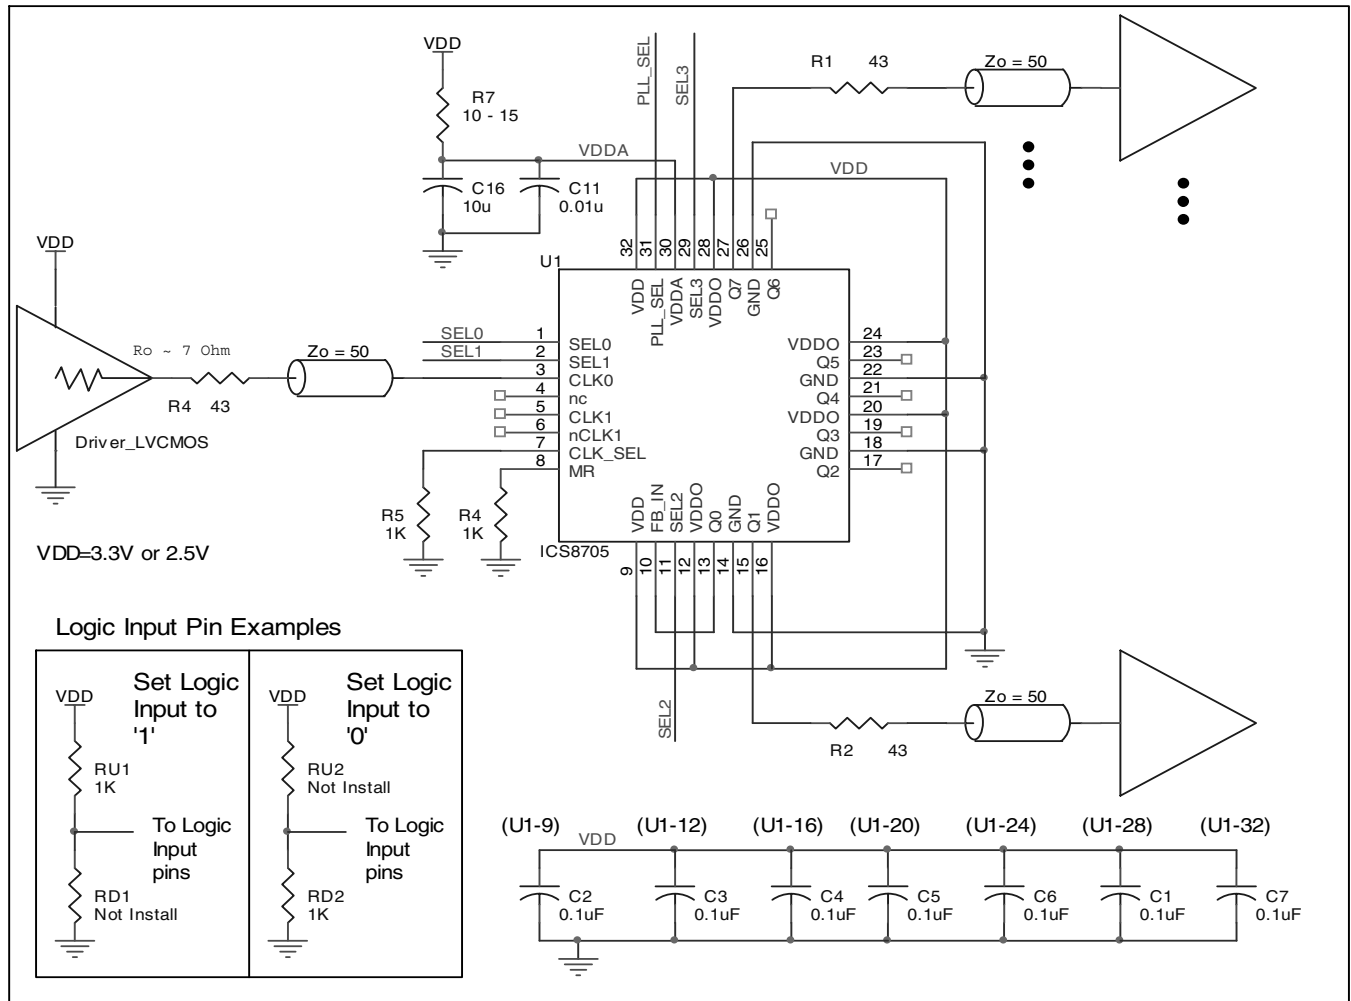 VDD
R7
10 - 15
VDDA
C16
10u
C11
0.01u
PLL_SEL
SEL3
R1 43
Zo = 50
VDD
VDD
Ro ~ 7 Ohm
R4 43
Zo = 50
Driver_LVCMOS
SEL0
SEL1
U1
32
31
30
29
28
27
26
25
VDD
PLL_SEL
VDDA
SEL3
VDDO
Q7
GND
Q6
1 SEL0
2 SEL1
3 CLK0
4 nc
5 CLK1
6 nCLK1
7 CLK_SEL
8 MR
VDDO 24
Q5 23
GND 22
Q4 21
VDDO 20
Q3 19
GND 18
Q2 17
VDD
FB_IN
SEL2
VDDO
Q0
GND
Q1
VDDO
9
10
11
12
13
14
15
16
ICS8705
R5
1K
R4
1K
SEL2
R2 43
Zo = 50
VDD=3.3V or 2.5V
Logic Input Pin Examples
VDD
Set Logic
Input to
'1'
RU1
1K
To Logic
Input
pins
RD1
Not Install
VDD
Set Logic
Input to
'0'
RU2
Not Install
To Logic
Input
pins
RD2
1K
(U1-9) (U1-12) (U1-16) (U1-20) (U1-24) (U1-28) (U1-32)
VDD
C2
0.1uF
C3
0.1uF
C4
0.1uF
C5
0.1uF
C6
0.1uF
C1
0.1uF
C7
0.1uF